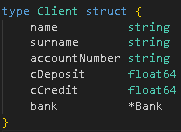 type Client struct {
    name          string
    surname       string
    accountNumber string
    cDeposit      float64
    cCredit       float64
    bank          *Bank
}